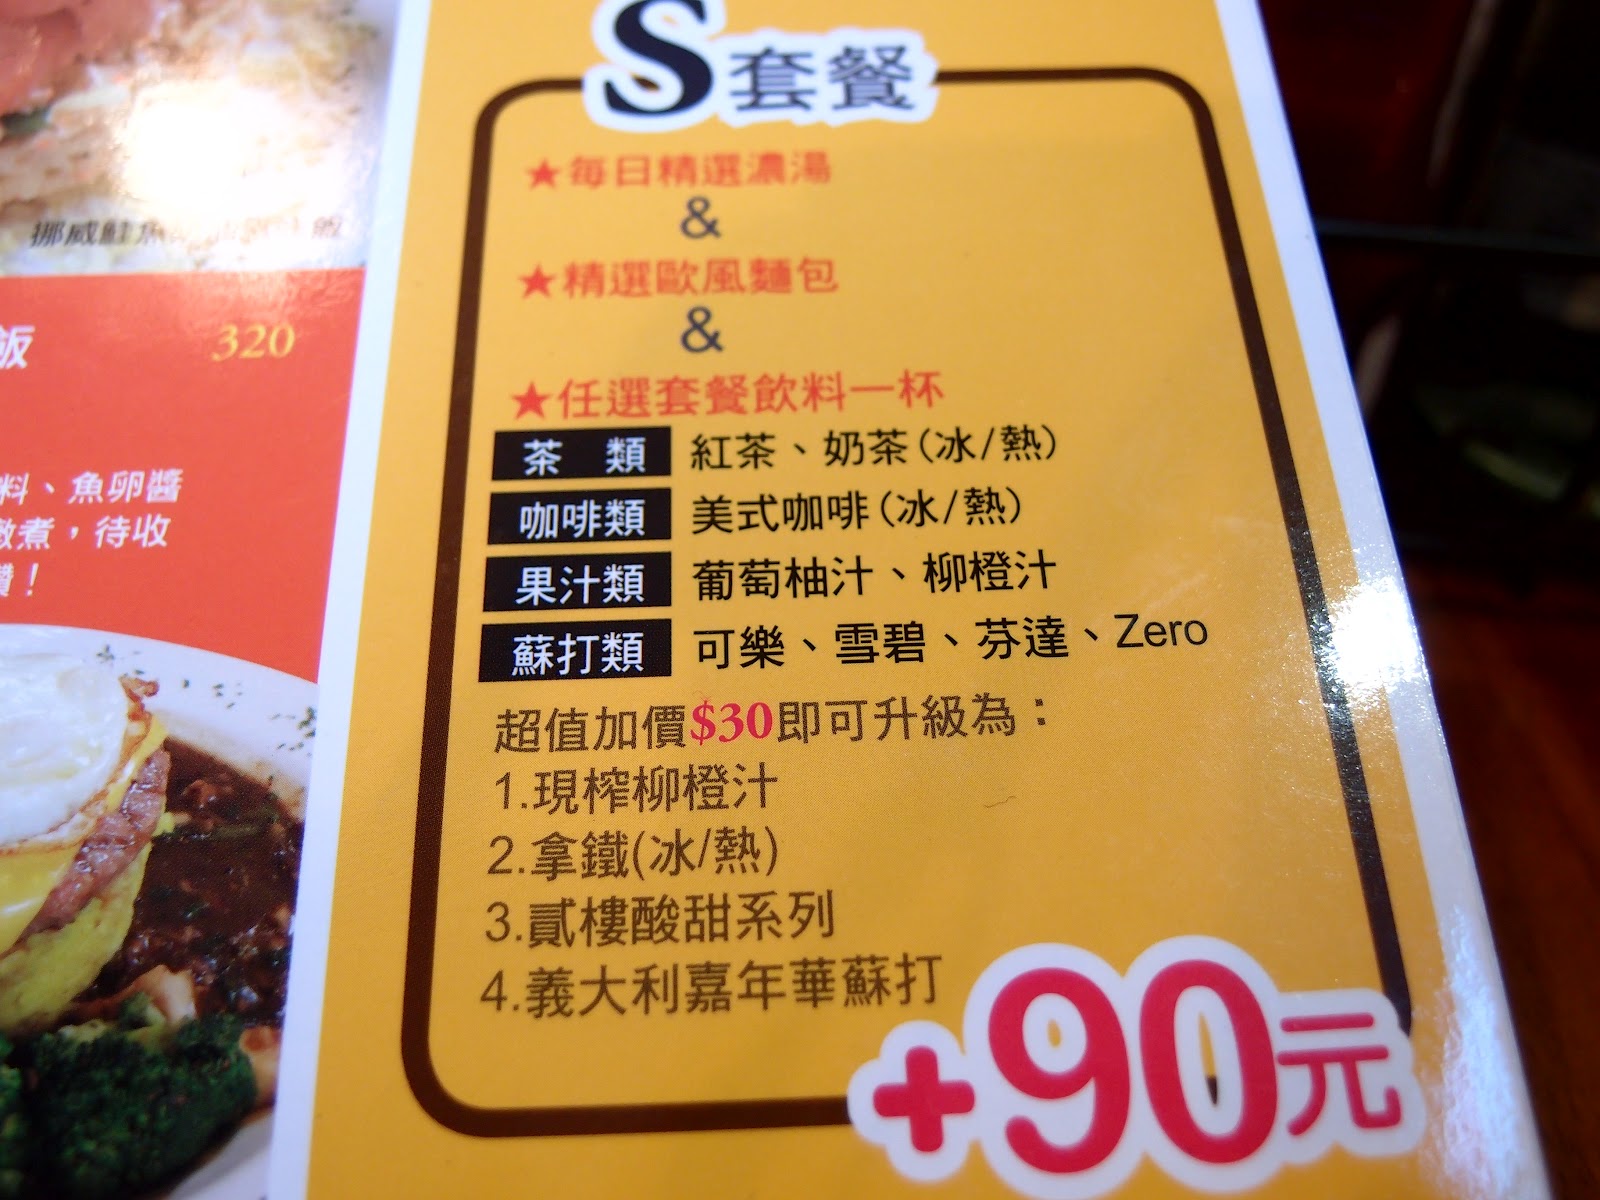 挪威鮭魚
飯 320
料、魚卵醬
煮，待收
！
S套餐
★每日精選濃湯
&
★精選歐風麵包
&
★任選套餐飲料一杯
茶 類 紅茶、奶茶(冰/熱)
咖啡類 美式咖啡(冰/熱)
果汁類 葡萄柚汁、柳橙汁
蘇打類 可樂、雪碧、芬達、Zero
超值加價$30即可升級為：
1.現榨柳橙汁
2.拿鐵(冰/熱)
3.貳樓酸甜系列
4.義大利嘉年華蘇打
+90元